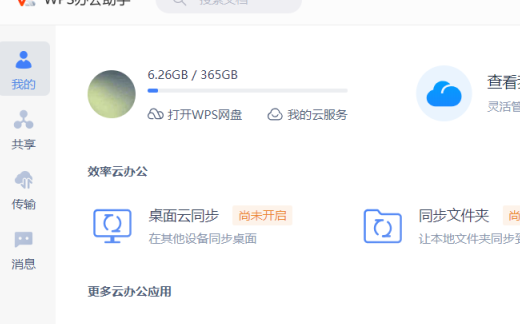 WPS办公助手
搜索文档
我的
共享
传输
消息
6.26GB / 365GB
打开WPS网盘
我的云服务
查看
灵活管
效率云办公
桌面云同步 尚未开启
在其他设备同步桌面
同步文件夹 尚
让本地文件夹同步到
更多云办公应用